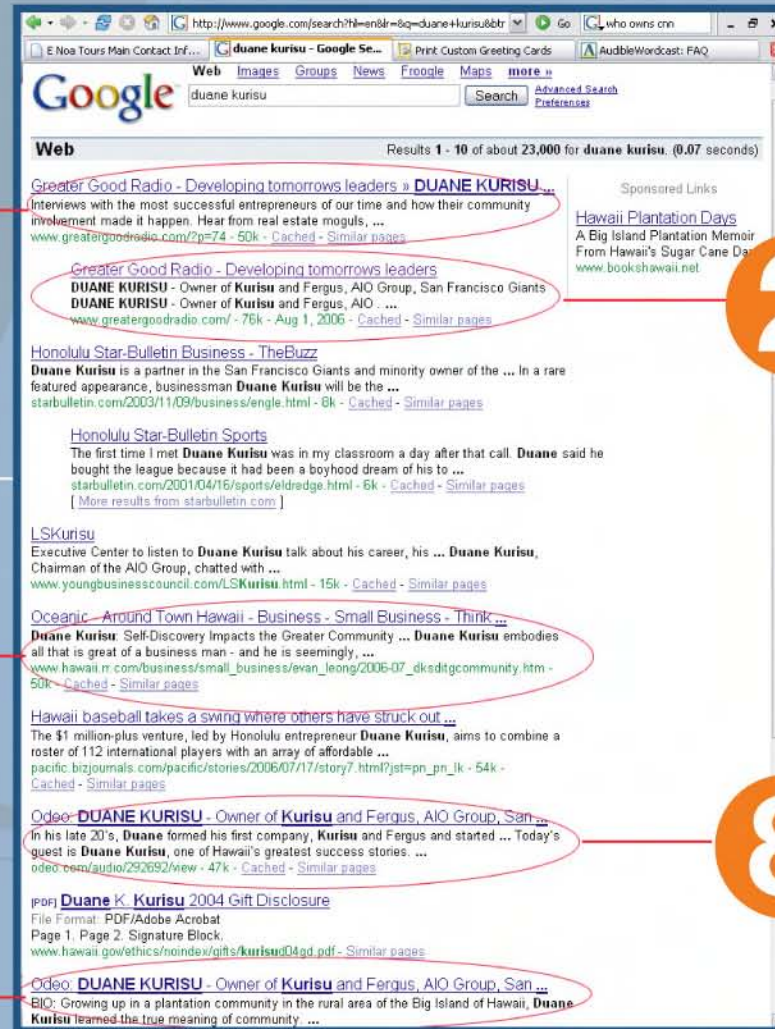 http://www.google.com/search?hl=en&lr=&q=duane+kurisu&btr Go who owns cnn
E Noa Tours Main Contact Inf... duane kurisu - Google Se... Print Custom Greeting Cards AudibleWordcast: FAQ
Web Images Groups News Froogle Maps more »
Google duane kurisu Search Advanced Search
Preferences
Web Results 1 - 10 of about 23,000 for duane kurisu. (0.07 seconds)
Greater Good Radio - Developing tomorrows leaders » DUANE KURISU ...
Interviews with the most successful entrepreneurs of our time and how their community
involvement made it happen. Hear from real estate moguls, ...
www.greatergoodradio.com/?p=74 - 50k - Cached - Similar pages
Greater Good Radio - Developing tomorrows leaders
DUANE KURISU - Owner of Kurisu and Fergus, AIO Group, San Francisco Giants
DUANE KURISU - Owner of Kurisu and Fergus, AIO . ...
www.greatergoodradio.com/ - 76k - Aug 1, 2006 - Cached - Similar pages
Sponsored Links
Hawaii Plantation Days
A Big Island Plantation Memoir
From Hawaii's Sugar Cane
www.bookshawaii.net
2
Honolulu Star-Bulletin Business - TheBuzz
Duane Kurisu is a partner in the San Francisco Giants and minority owner of the ... In a rare
featured appearance, businessman Duane Kurisu will be the ...
starbulletin.com/2003/11/09/business/engle.html - 8k - Cached - Similar pages
Honolulu Star-Bulletin Sports
The first time I met Duane Kurisu was in my classroom a day after that call. Duane said he
bought the league because it had been a boyhood dream of his to ...
starbulletin.com/2001/04/16/sports/eldredge.html - 6k - Cached - Similar pages
[ More results from starbulletin.com ]
LSKurisu
Executive Center to listen to Duane Kurisu talk about his career, his ... Duane Kurisu,
Chairman of the AIO Group, chatted with ...
www.youngbusinesscouncil.com/LSKurisu.html - 15k - Cached - Similar pages
Oceanic - Around Town Hawaii - Business - Small Business - Think ...
Duane Kurisu: Self-Discovery Impacts the Greater Community ... Duane Kurisu embodies
all that is great of a business man - and he is seemingly, ...
www.hawaii.rr.com/business/small_business/evan_leong/2006-07_dksditgcommunity.htm -
50k - Cached - Similar pages
Hawaii baseball takes a swing where others have struck out ...
The $1 million-plus venture, led by Honolulu entrepreneur Duane Kurisu, aims to combine a
roster of 112 international players with an array of affordable ...
pacific.bizjournals.com/pacific/stories/2006/07/17/story7.html?jst=pn_pn_lk - 54k -
Cached - Similar pages
Odeo: DUANE KURISU - Owner of Kurisu and Fergus, AIO Group, San ...
In his late 20's, Duane formed his first company, Kurisu and Fergus and started ... Today's
guest is Duane Kurisu, one of Hawaii's greatest success stories. ...
odeo.com/audio/292692/view - 47k - Cached - Similar pages
8
[PDF] Duane K. Kurisu 2004 Gift Disclosure
File Format: PDF/Adobe Acrobat
Page 1. Page 2. Signature Block.
www.hawaii.gov/ethics/noindex/gifts/kurisud04gd.pdf - Similar pages
Odeo: DUANE KURISU - Owner of Kurisu and Fergus, AIO Group, San ...
BIO: Growing up in a plantation community in the rural area of the Big Island of Hawaii, Duane
Kurisu learned the true meaning of community. ...